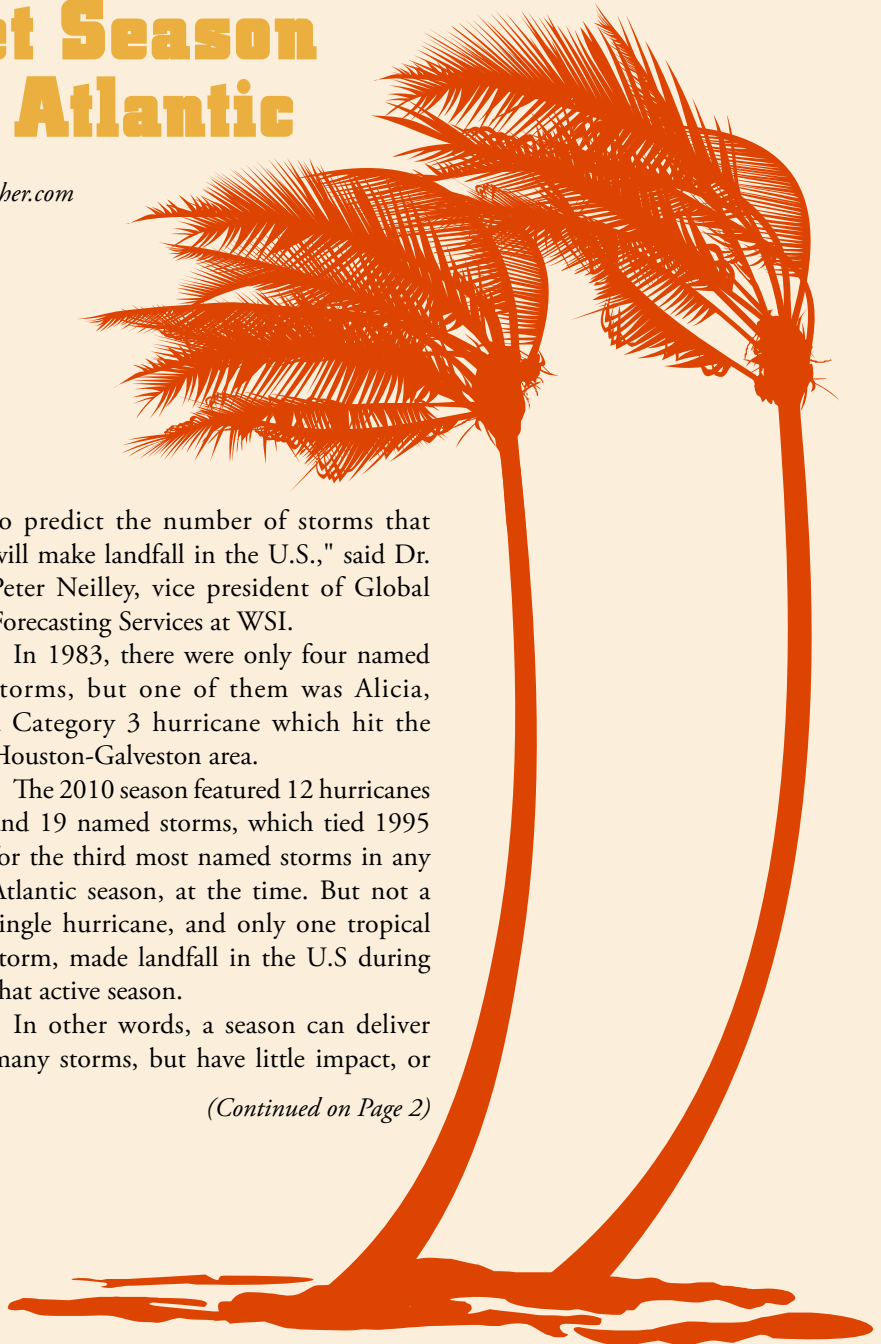 et Season
Atlantic
her.com
o predict the number of storms that
will make landfall in the U.S.," said Dr.
Peter Neilley, vice president of Global
Forecasting Services at WSI.
In 1983, there were only four named
torms, but one of them was Alicia,
Category 3 hurricane which hit the
Houston-Galveston area.
The 2010 season featured 12 hurricanes
nd 19 named storms, which tied 1995
for the third most named storms in any
Atlantic season, at the time. But not a
ingle hurricane, and only one tropical
torm, made landfall in the U.S during
hat active season.
In other words, a season can deliver
many storms, but have little impact, or
(Continued on Page 2)